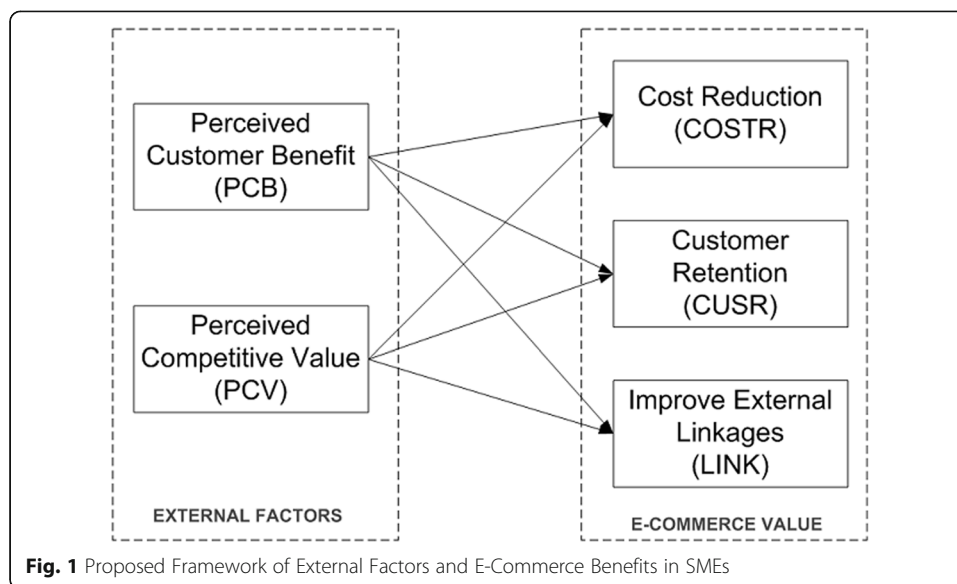 Perceived
Customer Benefit
(PCB)
Perceived
Competitive Value
(PCV)
EXTERNAL FACTORS
Cost Reduction
(COSTR)
Customer
Retention
(CUSR)
Improve External
Linkages
(LINK)
E-COMMERCE VALUE
Fig. 1 Proposed Framework of External Factors and E-Commerce Benefits in SMEs